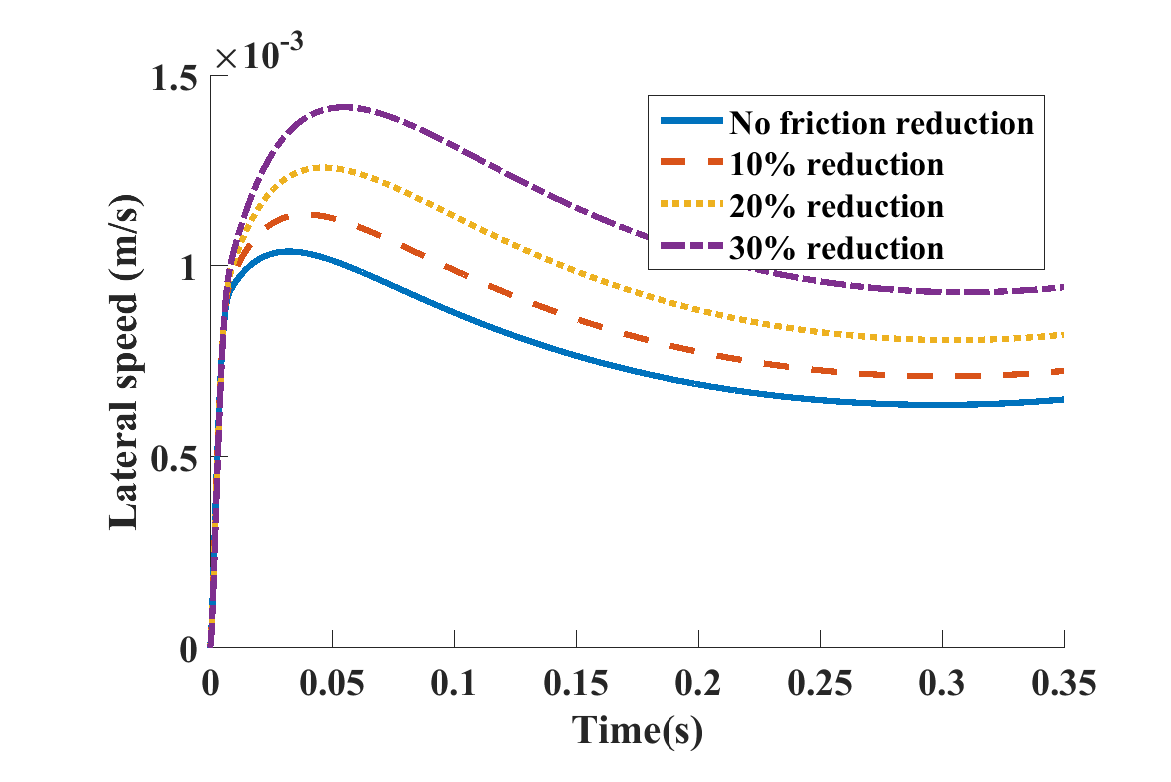 ×10-3
1.5
1
0.5
0
Lateral speed (m/s)
No friction reduction
10% reduction
20% reduction
30% reduction
0 0.05 0.1 0.15 0.2 0.25 0.3 0.35
Time(s)